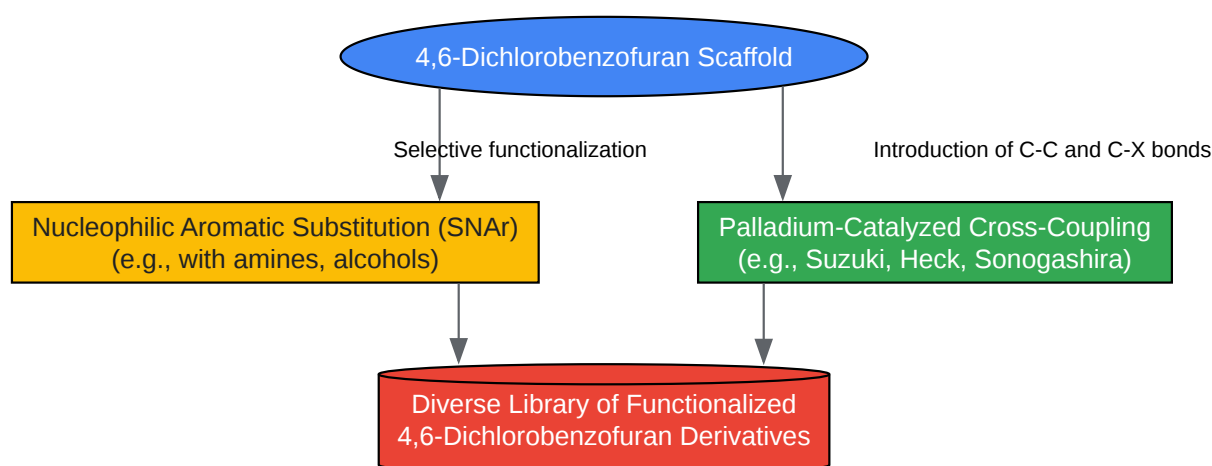 4,6-Dichlorobenzofuran Scaffold
Selective functionalization
Introduction of C-C and C-X bonds
Nucleophilic Aromatic Substitution (SNAr)
(e.g., with amines, alcohols)
Palladium-Catalyzed Cross-Coupling
(e.g., Suzuki, Heck, Sonogashira)
Diverse Library of Functionalized
4,6-Dichlorobenzofuran Derivatives